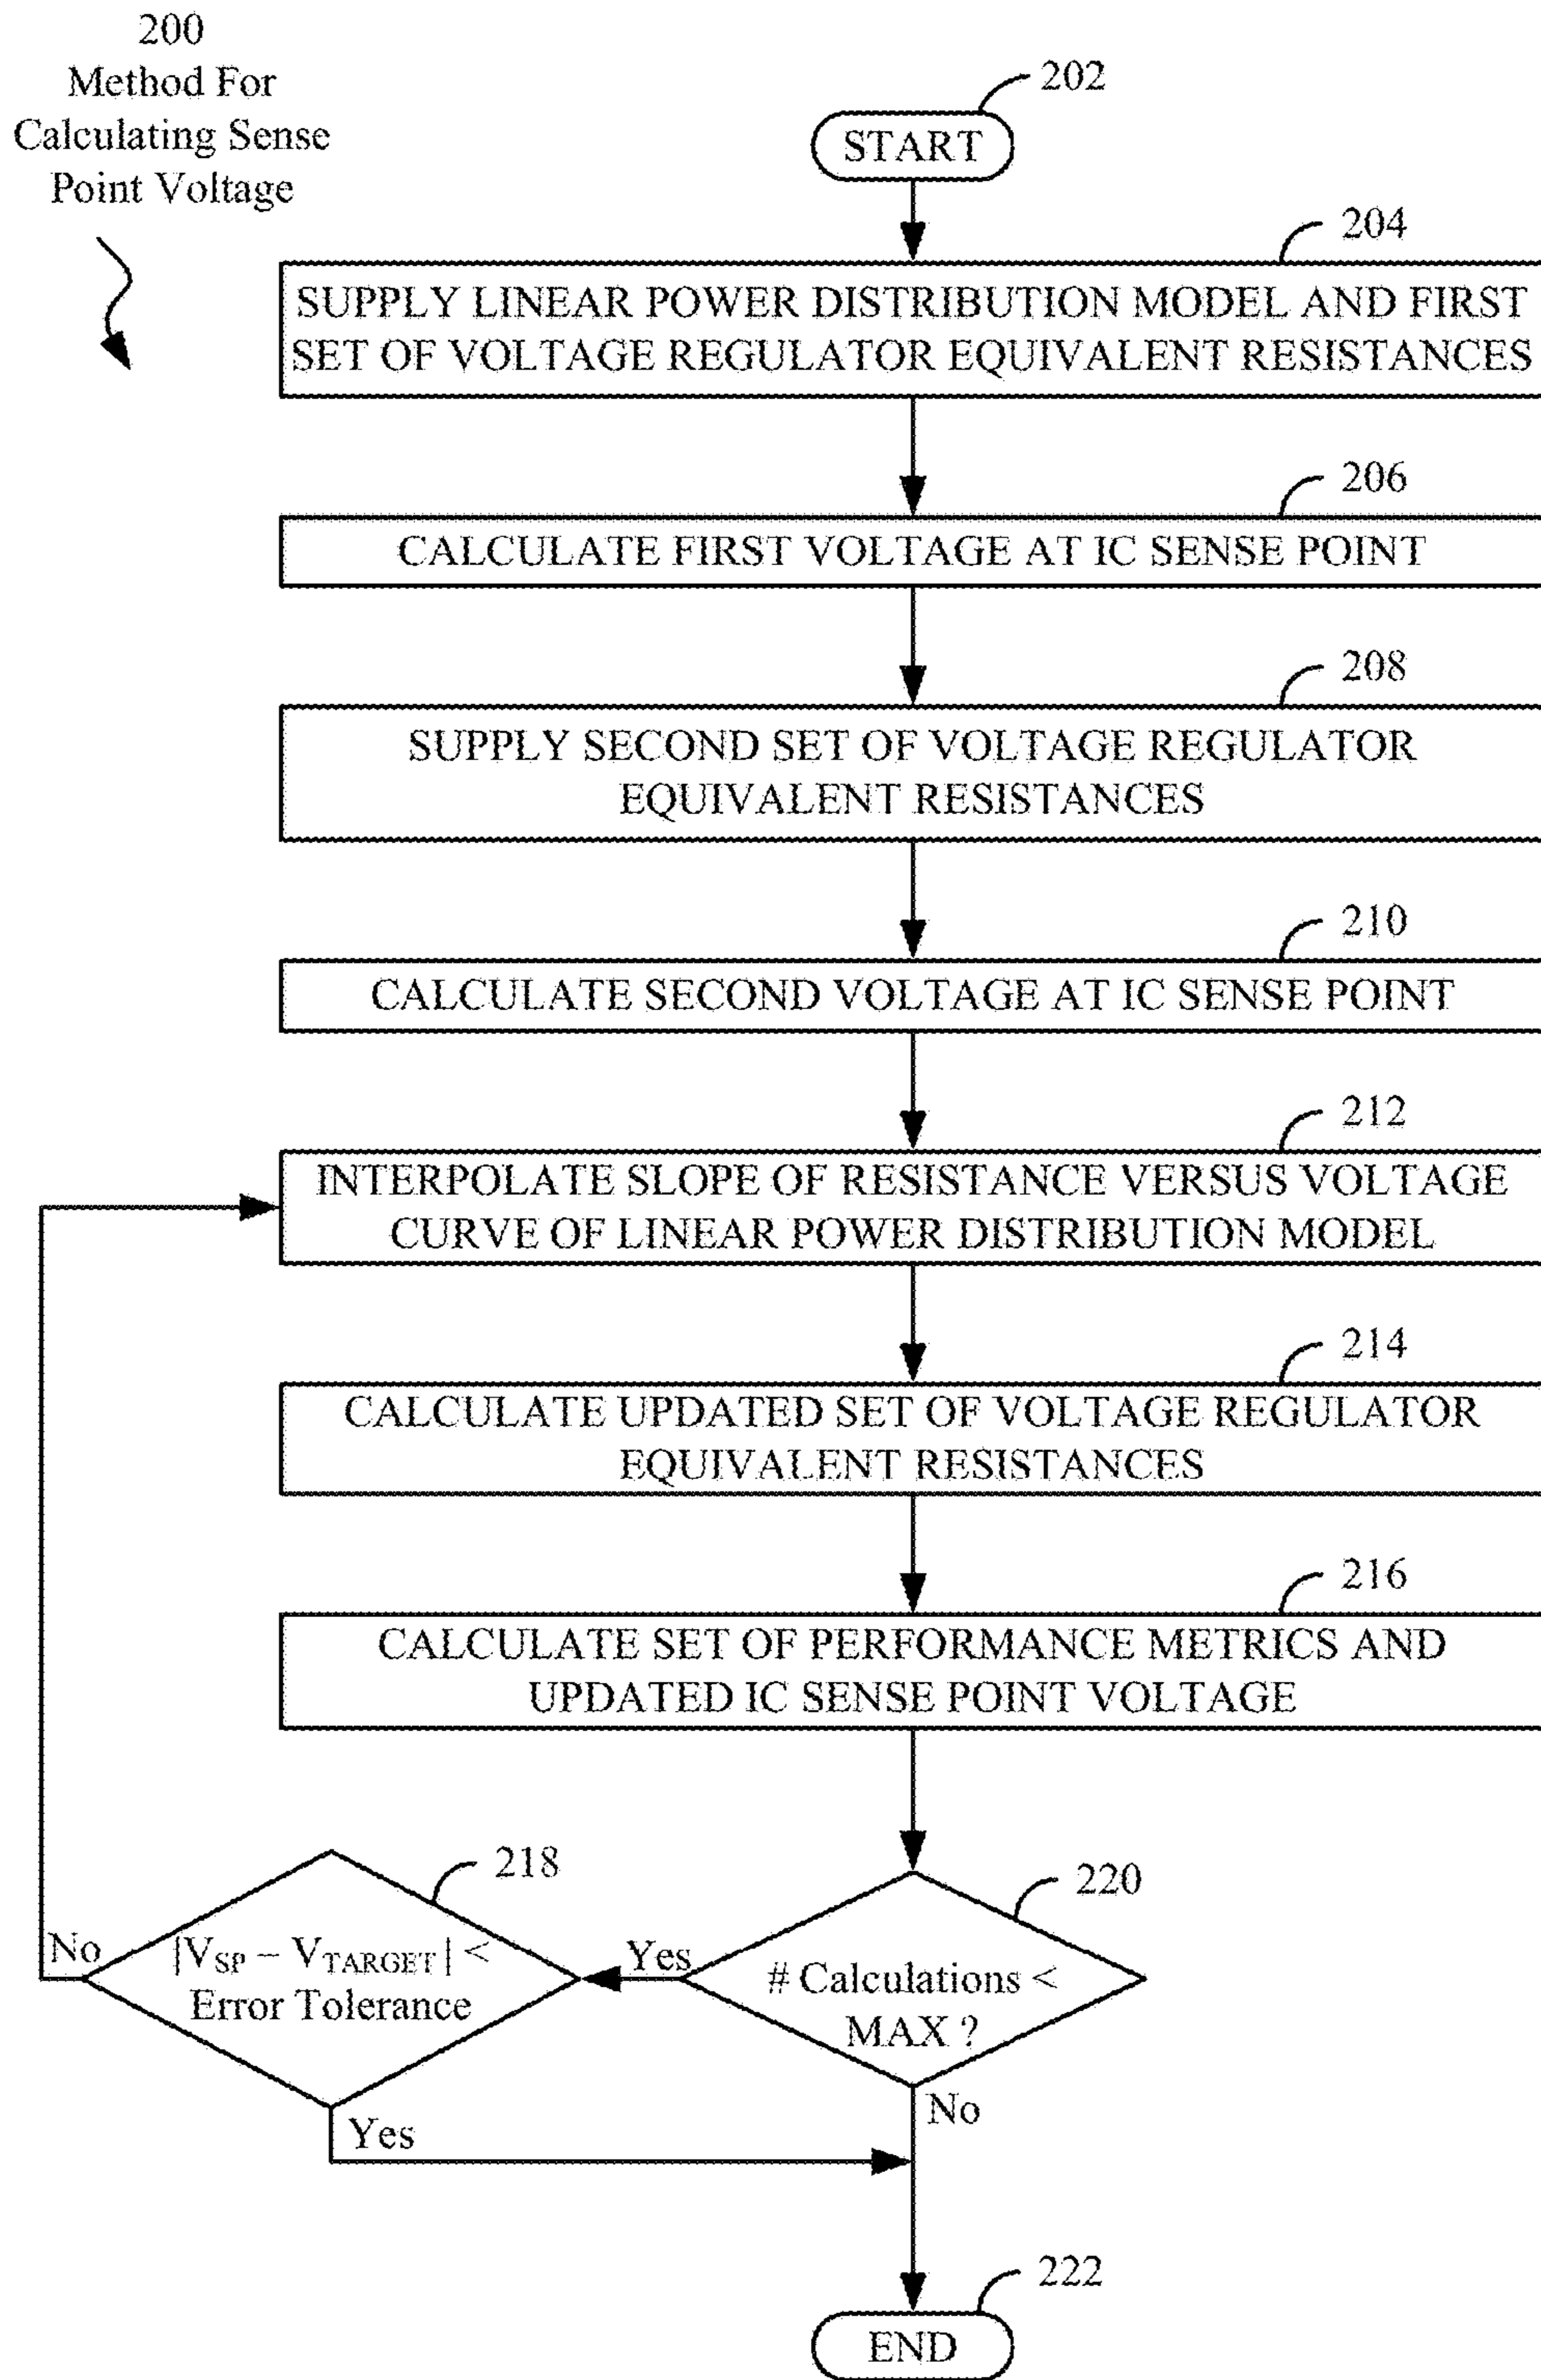 200
Method For
Calculating Sense
Point Voltage
202
START
204
SUPPLY LINEAR POWER DISTRIBUTION MODEL AND FIRST
SET OF VOLTAGE REGULATOR EQUIVALENT RESISTANCES
206
CALCULATE FIRST VOLTAGE AT IC SENSE POINT
208
SUPPLY SECOND SET OF VOLTAGE REGULATOR
EQUIVALENT RESISTANCES
210
CALCULATE SECOND VOLTAGE AT IC SENSE POINT
212
INTERPOLATE SLOPE OF RESISTANCE VERSUS VOLTAGE
CURVE OF LINEAR POWER DISTRIBUTION MODEL
214
CALCULATE UPDATED SET OF VOLTAGE REGULATOR
EQUIVALENT RESISTANCES
216
CALCULATE SET OF PERFORMANCE METRICS AND
UPDATED IC SENSE POINT VOLTAGE
218
|VSP – VTARGET| <
Error Tolerance
No
Yes
220
# Calculations <
MAX ?
Yes
No
222
END